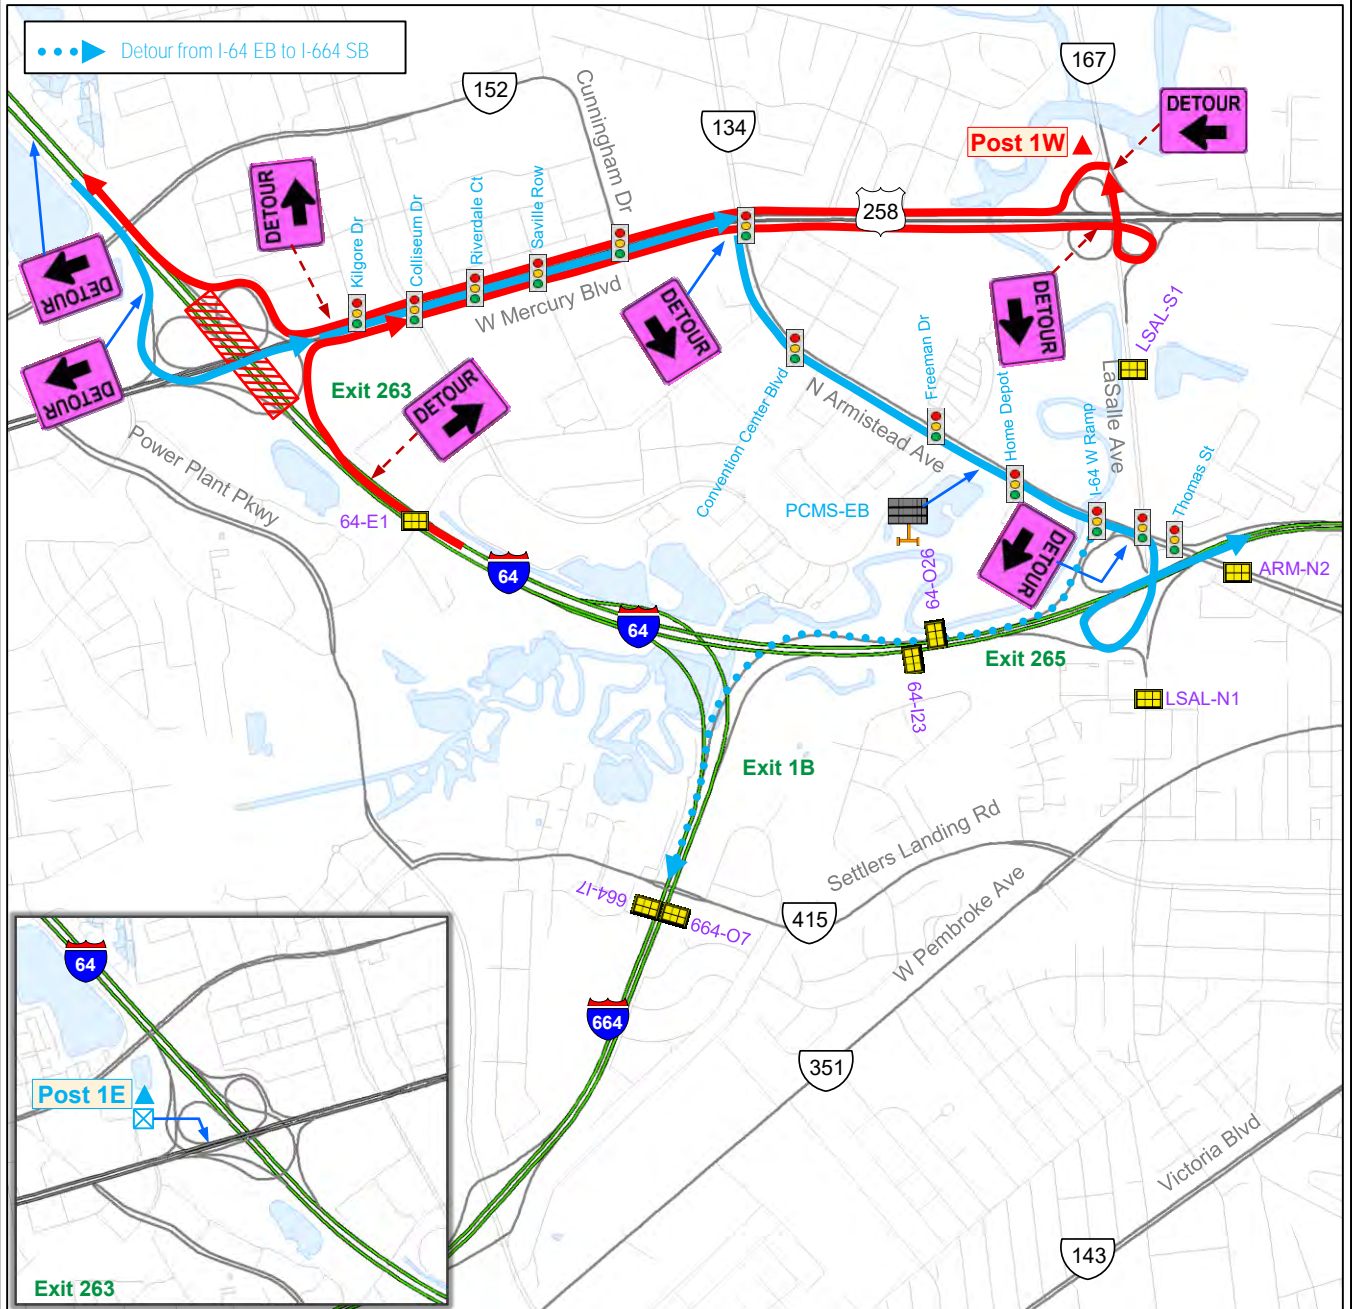 Detour from I-64 EB to I-664 SB
152
Cunningham Dr
134
167
DETOUR
Post 1W
258
DETOUR
Kilgore Dr
Colliseum Dr
Riverdale Ct
Saville Row
W Mercury Blvd
DETOUR
DETOUR
DETOUR
DETOUR
LSAL-S1
LaSalle Ave
Exit 263
DETOUR
Convention Center Blvd
N Armistead Ave
Freeman Dr
Home Depot
I-64 W Ramp
Thomas St
Power Plant Pkwy
64-E1
PCMS-EB
DETOUR
64
64
64-O26
64-I23
Exit 265
ARM-N2
LSAL-N1
Exit 1B
Settlers Landing Rd
664-I7
664-O7
415
W Pembroke Ave
664
351
Victoria Blvd
143
64
Post 1E
Exit 263